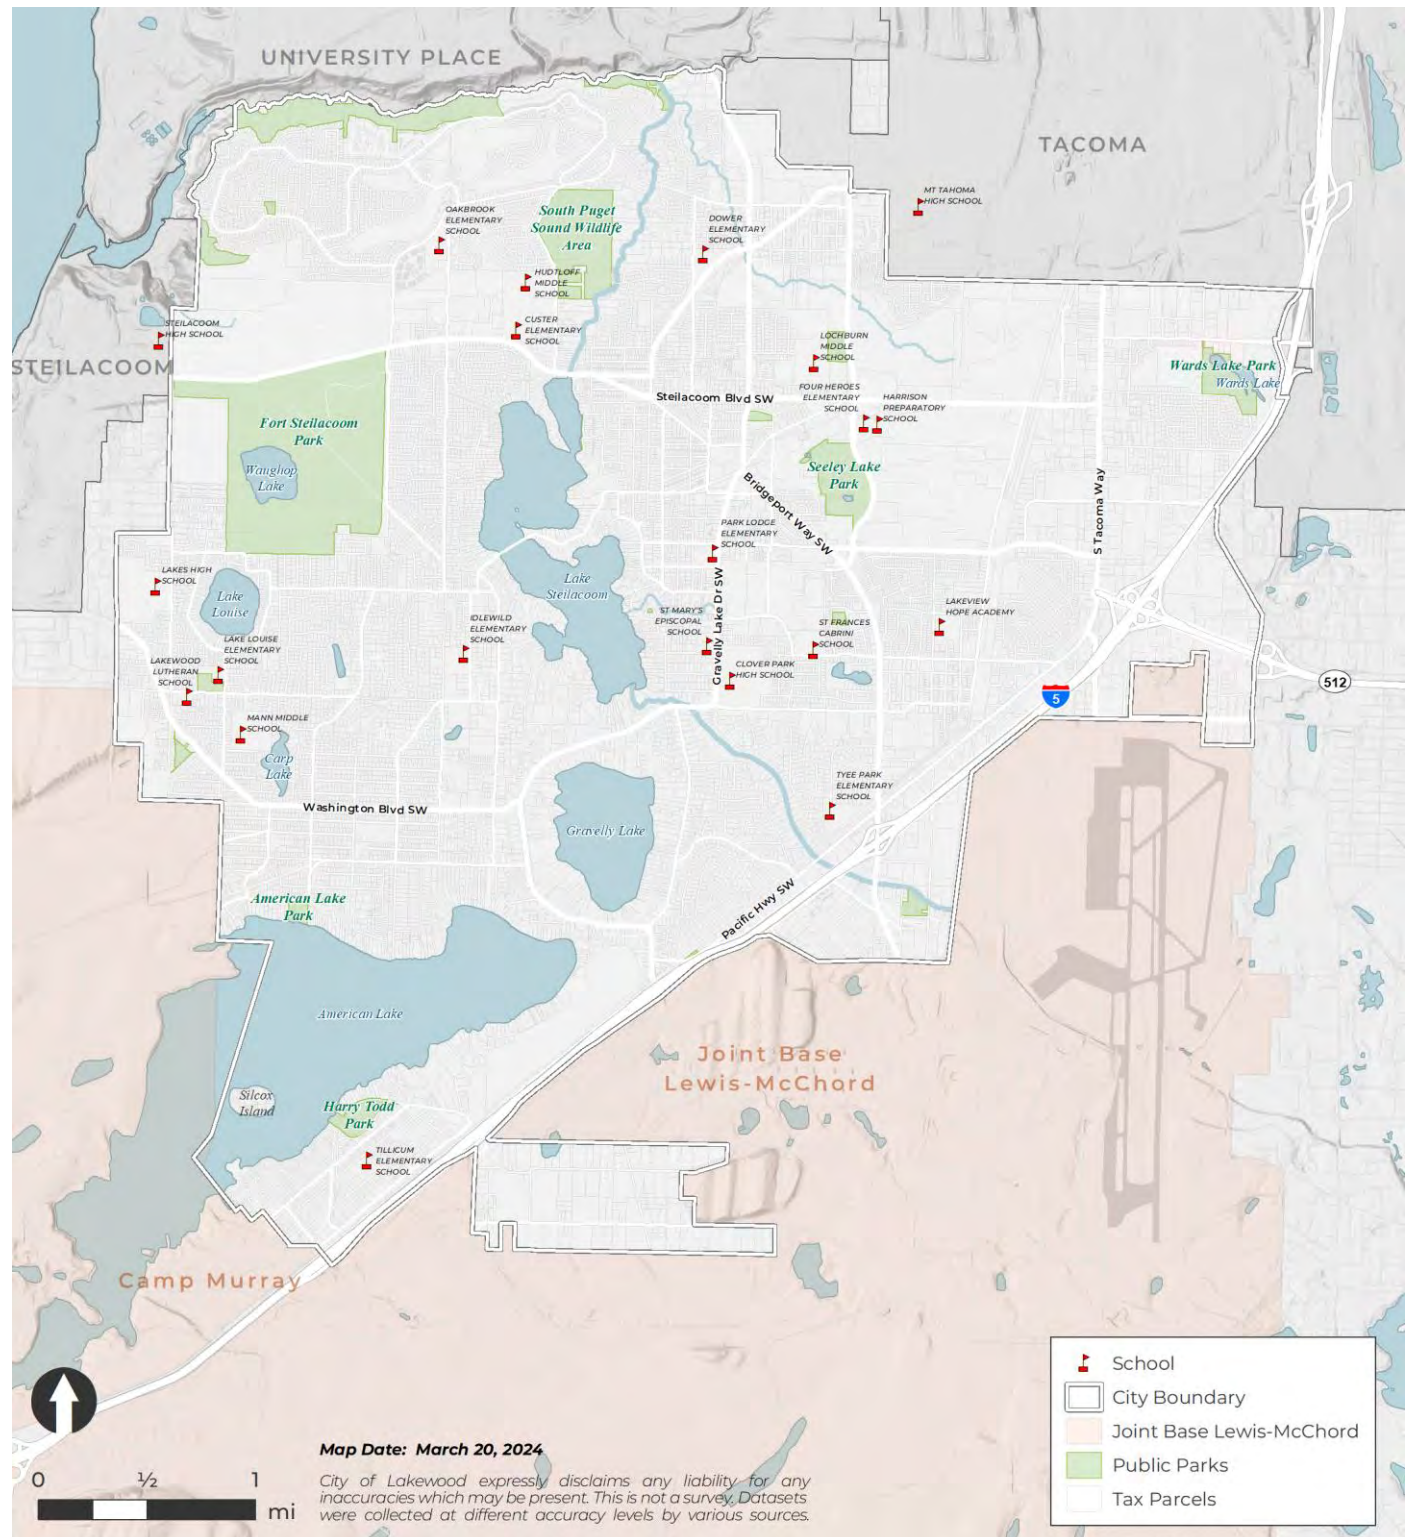 UNIVERSITY PLACE
TACOMA
MT TAHOMA
HIGH SCHOOL
OAKBROOK
ELEMENTARY
SCHOOL
South Puget
Sound Wildlife
Area
DOWER
ELEMENTARY
SCHOOL
HUDTLOFF
MIDDLE
SCHOOL
CUSTER
ELEMENTARY
SCHOOL
STEILACOOM
HIGH SCHOOL
STEILACOOM
LOCHBURN
MIDDLE
SCHOOL
Wards Lake Park
Wards Lake
Steilacoom Blvd SW
FOUR HEROES
ELEMENTARY
SCHOOL
HARRISON
PREPARATORY
SCHOOL
Fort Steilacoom
Park
Waughop
Lake
Seeley Lake
Park
Bridgeport Way SW
S Tacoma Way
PARK LODGE
ELEMENTARY
SCHOOL
LAKES HIGH
SCHOOL
Lake
Louise
Lake
Steilacoom
Gravelly Lake Dr SW
ST MARY'S
EPISCOPAL
SCHOOL
LAKEVIEW
HOPE ACADEMY
IDLEWILD
ELEMENTARY
SCHOOL
ST FRANCES
CABRINI
SCHOOL
LAKE LOUISE
ELEMENTARY
SCHOOL
LAKEWOOD
LUTHERAN
SCHOOL
CLOVER PARK
HIGH SCHOOL
512
5
MANN MIDDLE
SCHOOL
Carp
Lake
TYEE PARK
ELEMENTARY
SCHOOL
Washington Blvd SW
Gravelly Lake
American Lake
Park
Pacific Hwy SW
American Lake
Joint Base
Lewis-McChord
Silcox
Island
Harry Todd
Park
TILLICUM
ELEMENTARY
SCHOOL
Camp Murray
School
City Boundary
Joint Base Lewis-McChord
Public Parks
Tax Parcels
0 ½ 1
mi
Map Date: March 20, 2024
City of Lakewood expressly disclaims any liability for any
inaccuracies which may be present. This is not a survey. Datasets
were collected at different accuracy levels by various sources.